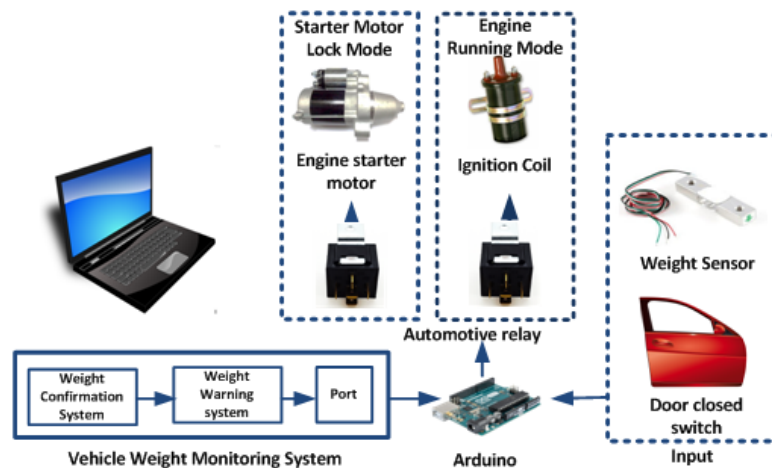 Starter Motor
Lock Mode
Engine
Running Mode
Engine starter
motor
Ignition Coil
Weight Sensor
Automotive relay
Weight
Confirmation
System
Weight
Warning
system
Port
Door closed
switch
Vehicle Weight Monitoring System
Arduino
Input